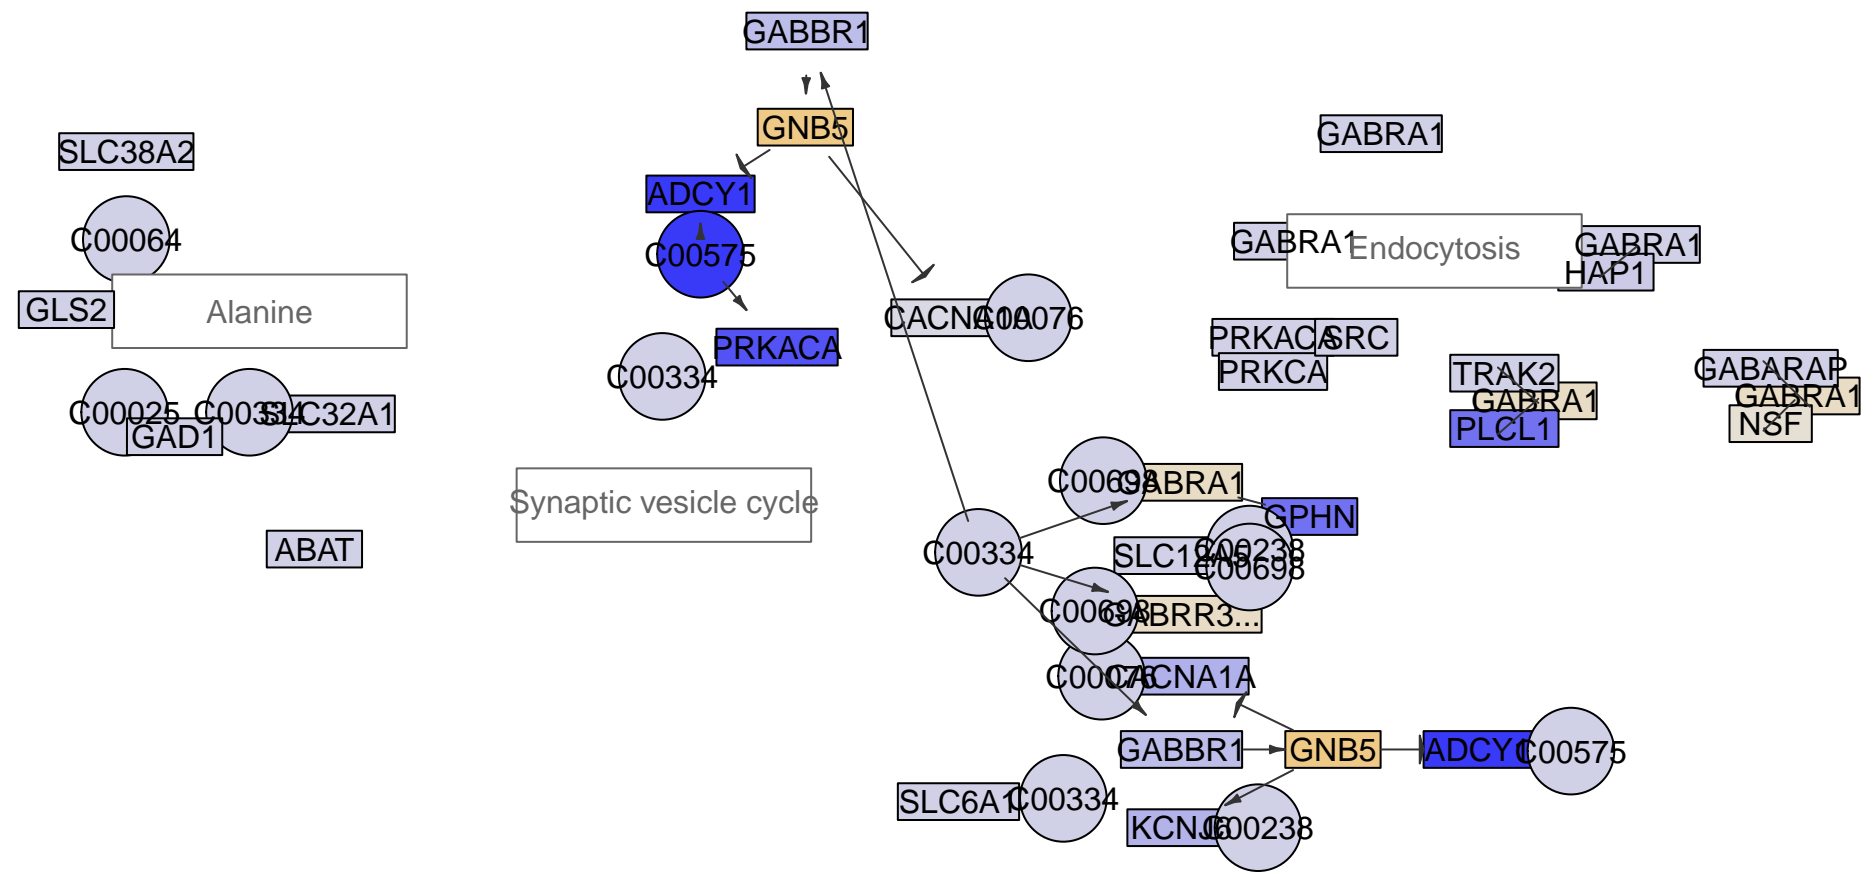 GABBR1
GNB5
SLC38A2
GABRA1
ADCY1
C00064
C00575
GABRA1
Endocytosis
GABRA1
HAP1
GLS2
Alanine
CACNA1A
C00076
PRKACA
C00334
PRKACA
SRC
PRKCA
TRAK2
GABRA1
PLCL1
GABARAP
GABRA1
NSF
C00025
C00334
SLC32A1
GAD1
Synaptic vesicle cycle
C00698
GABRA1
GPHN
ABAT
C00334
SLC12A5
C00238
C00698
C00698
GABRR3...
C00076
CACNA1A
GABBR1
GNB5
ADCY1
C00575
SLC6A1
C00334
KCNJ6
C00238